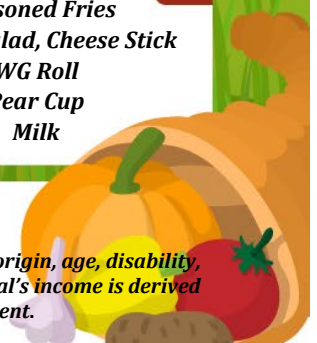 soned Fries
lad, Cheese Stick
WG Roll
Pear Cup
Milk
origin, age, disability,
al's income is derived
ent.